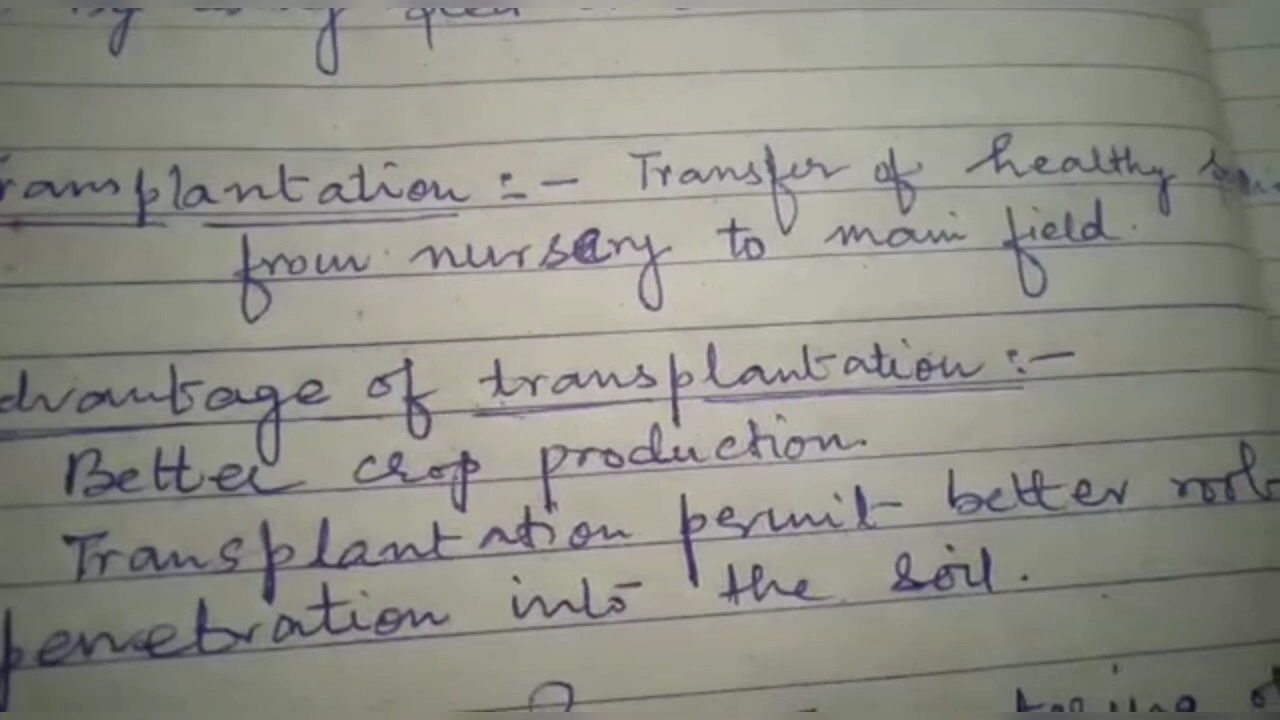 ransplantation :- Transfer of healthy
from nursery to main field.
dvantage of transplantation :-
Better crop production.
Transplantation permit better root
penetration into the soil.